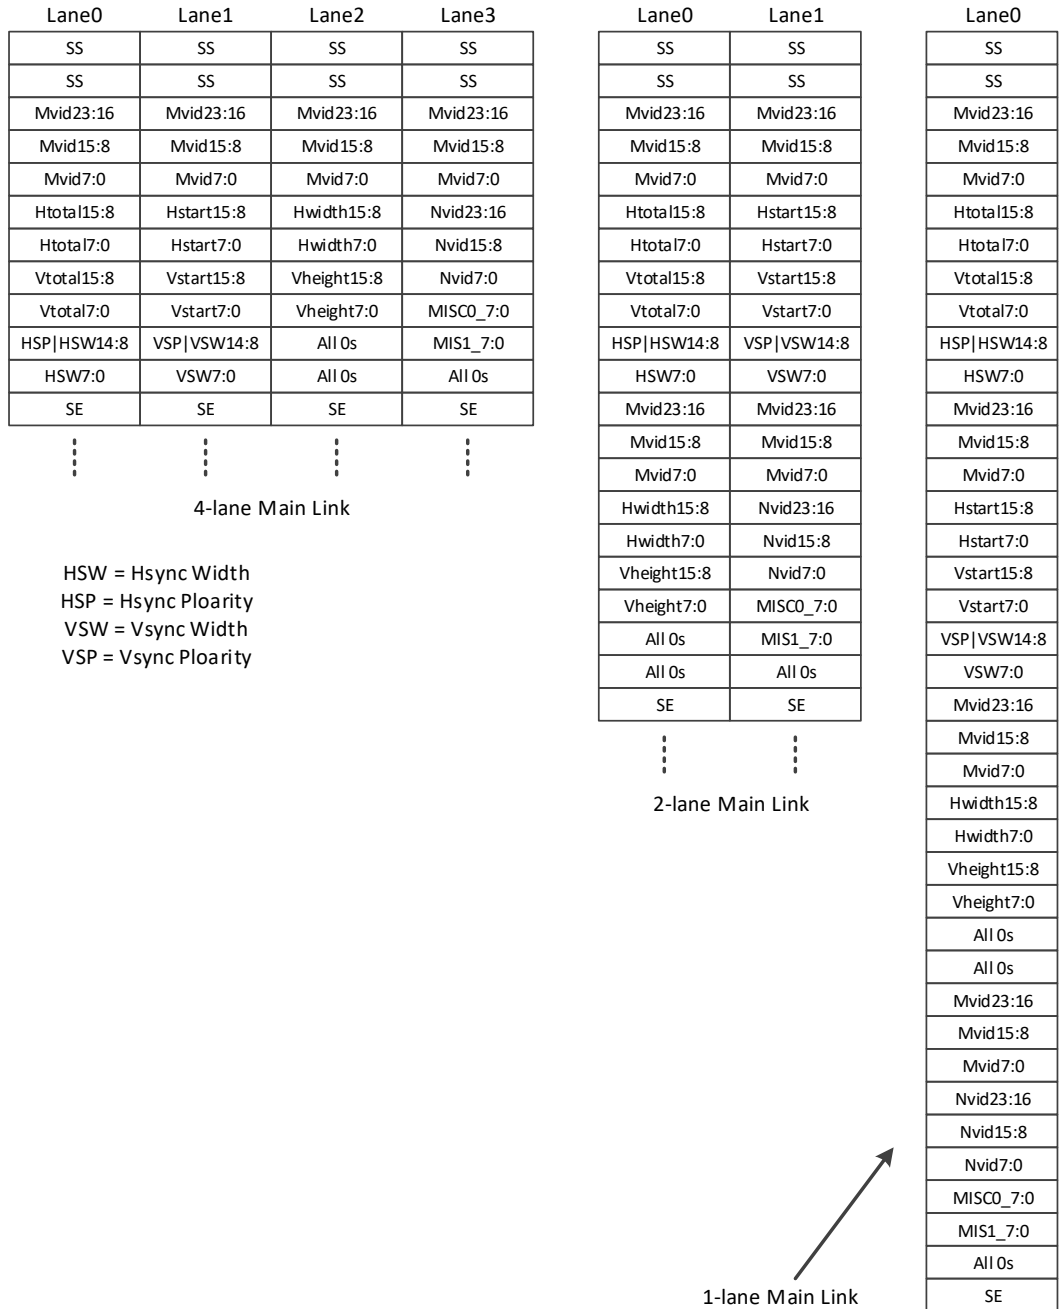 Lane0 Lane1 Lane2 Lane3
SS SS SS SS
SS SS SS SS
Mvid23:16 Mvid23:16 Mvid23:16 Mvid23:16
Mvid15:8 Mvid15:8 Mvid15:8 Mvid15:8
Mvid7:0 Mvid7:0 Mvid7:0 Mvid7:0
Htotal15:8 Hstart15:8 Hwidth15:8 Nvid23:16
Htotal7:0 Hstart7:0 Hwidth7:0 Nvid15:8
Vtotal15:8 Vstart15:8 Vheight15:8 Nvid7:0
Vtotal7:0 Vstart7:0 Vheight7:0 MISC0_7:0
HSP|HSW14:8 VSP|VSW14:8 All 0s MIS1_7:0
HSW7:0 VSW7:0 All 0s All 0s
SE SE SE SE
4-lane Main Link
HSW = Hsync Width
HSP = Hsync Ploarity
VSW = Vsync Width
VSP = Vsync Ploarity
Lane0 Lane1
SS SS
SS SS
Mvid23:16 Mvid23:16
Mvid15:8 Mvid15:8
Mvid7:0 Mvid7:0
Htotal15:8 Hstart15:8
Htotal7:0 Hstart7:0
Vtotal15:8 Vstart15:8
Vtotal7:0 Vstart7:0
HSP|HSW14:8 VSP|VSW14:8
HSW7:0 VSW7:0
Mvid23:16 Mvid23:16
Mvid15:8 Mvid15:8
Mvid7:0 Mvid7:0
Hwidth15:8 Nvid23:16
Hwidth7:0 Nvid15:8
Vheight15:8 Nvid7:0
Vheight7:0 MISC0_7:0
All 0s MIS1_7:0
All 0s All 0s
SE SE
2-lane Main Link
Lane0
SS
SS
Mvid23:16
Mvid15:8
Mvid7:0
Htotal15:8
Htotal7:0
Vtotal15:8
Vtotal7:0
HSP|HSW14:8
HSW7:0
Mvid23:16
Mvid15:8
Mvid7:0
Hstart15:8
Hstart7:0
Vstart15:8
Vstart7:0
VSP|VSW14:8
VSW7:0
Mvid23:16
Mvid15:8
Mvid7:0
Hwidth15:8
Hwidth7:0
Vheight15:8
Vheight7:0
All 0s
All 0s
Mvid23:16
Mvid15:8
Mvid7:0
Nvid23:16
Nvid15:8
Nvid7:0
MISC0_7:0
MIS1_7:0
All 0s
SE
1-lane Main Link